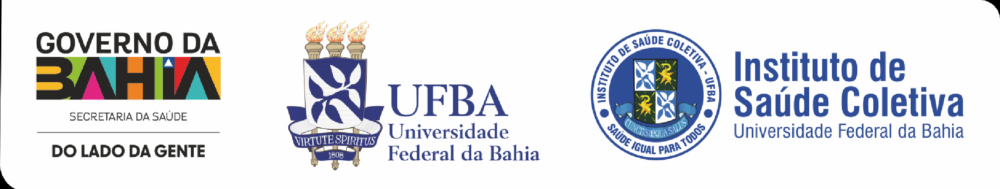 GOVERNO DA
BAHIA
SECRETARIA DA SAÚDE
DO LADO DA GENTE
VIRTUTE SPIRITUS
1808
UFBA
Universidade
Federal da Bahia
INSTITUTO DE SAÚDE COLETIVA - UFBA
CUNCTIS æQUA SALUS
SAÚDE IGUAL PARA TODOS
Instituto de
Saúde Coletiva
Universidade Federal da Bahia